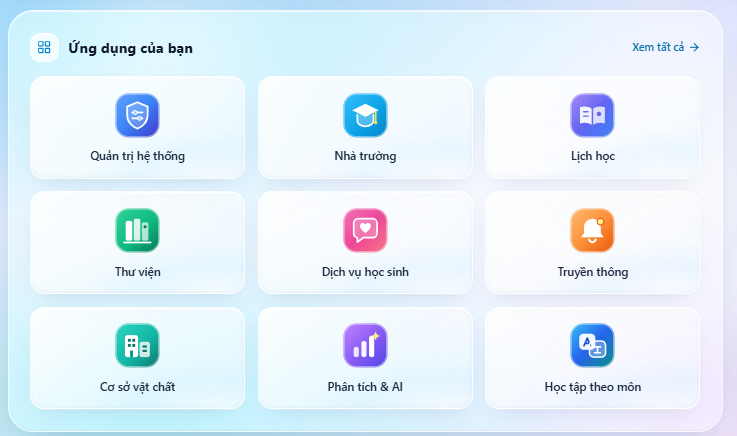 Ứng dụng của bạn
Xem tất cả →
Quản trị hệ thống
Nhà trường
Lịch học
Thư viện
Dịch vụ học sinh
Truyền thông
Cơ sở vật chất
Phân tích & AI
A
Học tập theo môn